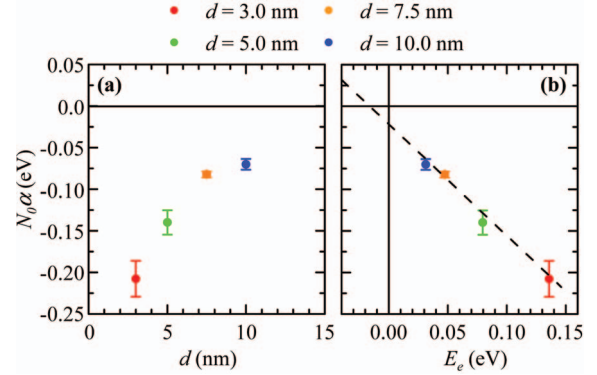 d = 3.0 nm d = 7.5 nm
d = 5.0 nm d = 10.0 nm
(a) (b)
0.05
0.0
-0.05
-0.10
-0.15
-0.20
-0.25
N₀α (eV)
0 5 10 15 0.00 0.05 0.10 0.15
d (nm) Eₑ (eV)